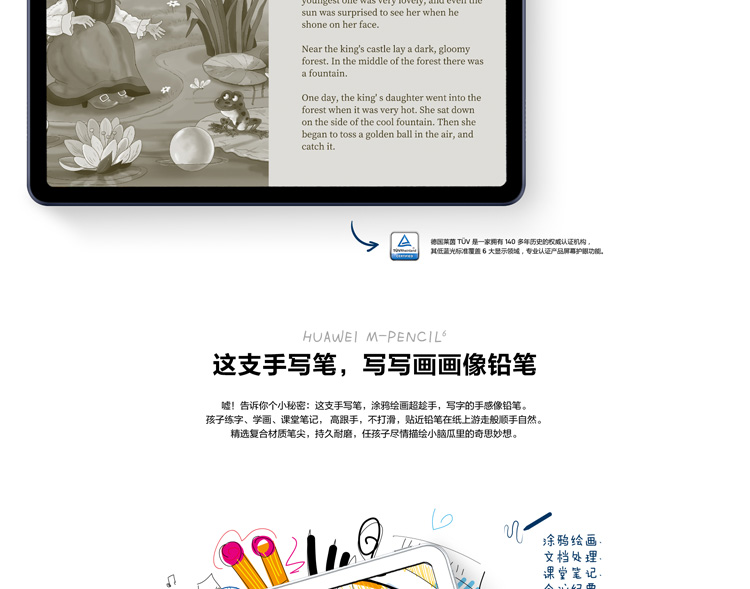 youngest one was very lovely, and even the
sun was surprised to see her when he
shone on her face.
Near the king's castle lay a dark, gloomy
forest. In the middle of the forest there was
a fountain.
One day, the king' s daughter went into the
forest when it was very hot. She sat down
on the side of the cool fountain. Then she
began to toss a golden ball in the air, and
catch it.
德国莱茵 TÜV 是一家拥有 140 多年历史的权威认证机构，
其低蓝光标准覆盖 6 大显示领域，专业认证产品屏幕护眼功能。
HUAWEI M-PENCIL⁶
这支手写笔，写写画画像铅笔
嘘！告诉你个小秘密：这支手写笔，涂鸦绘画超趁手，写字的手感像铅笔。
孩子练字、学画、课堂笔记， 高跟手，不打滑，贴近铅笔在纸上游走般顺手自然。
精选复合材质笔尖，持久耐磨，任孩子尽情描绘小脑瓜里的奇思妙想。
涂鸦绘画.
文档处理.
课堂笔记.